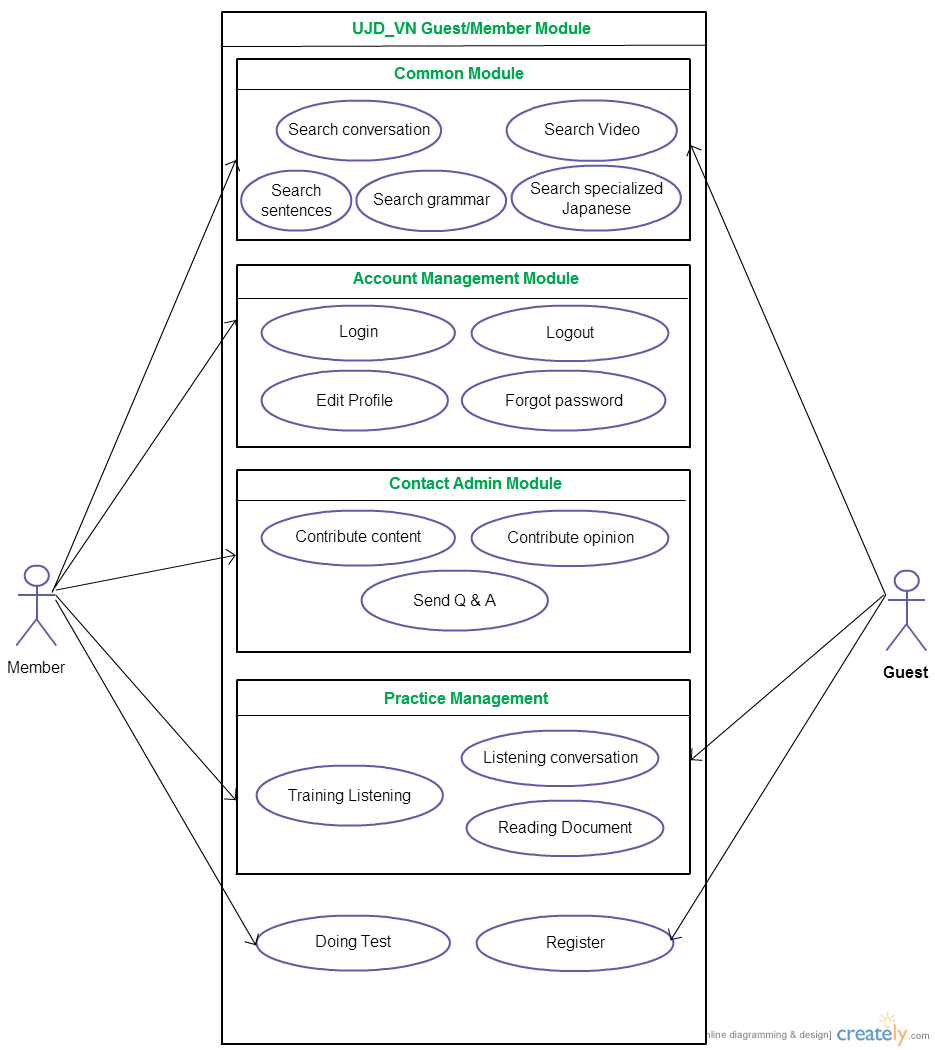 UJD_VN Guest/Member Module
Common Module
Search conversation
Search Video
Search
sentences
Search grammar
Search specialized
Japanese
Account Management Module
Login
Logout
Edit Profile
Forgot password
Contact Admin Module
Contribute content
Contribute opinion
Send Q & A
Member
Guest
Practice Management
Listening conversation
Training Listening
Reading Document
Doing Test
Register
diagramming & design]
creately.com